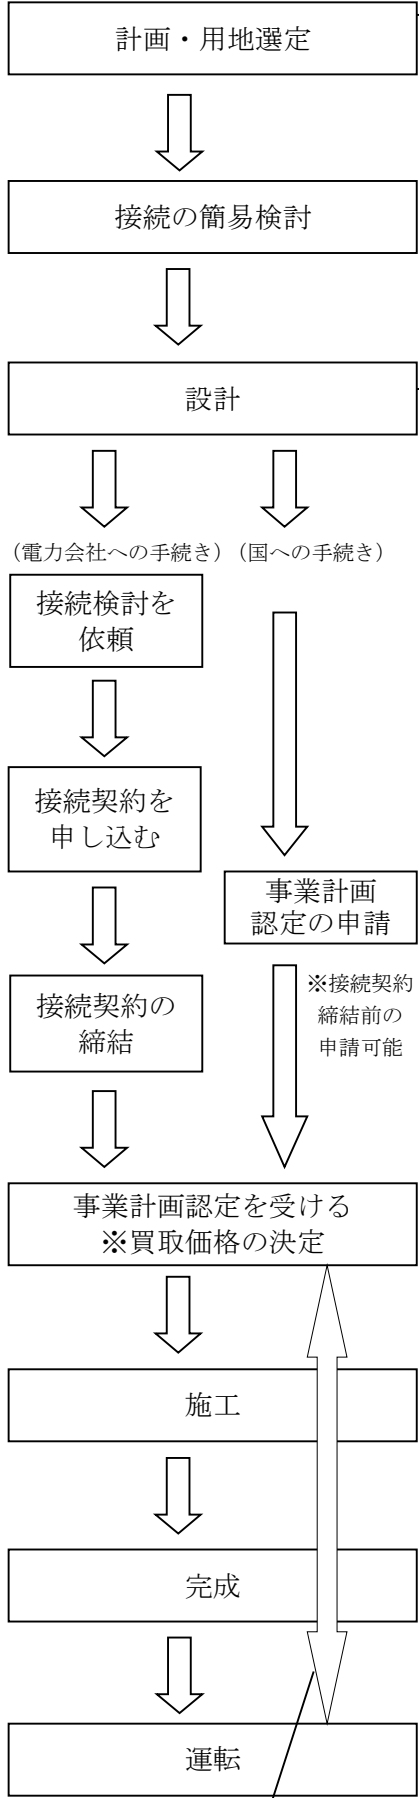 計画・用地選定
接続の簡易検討
設計
(電力会社への手続き)
(国への手続き)
接続検討を
依頼
接続契約を
申し込む
事業計画
認定の申請
接続契約の
締結
※接続契約
締結前の
申請可能
事業計画認定を受ける
※買取価格の決定
施工
完成
運転